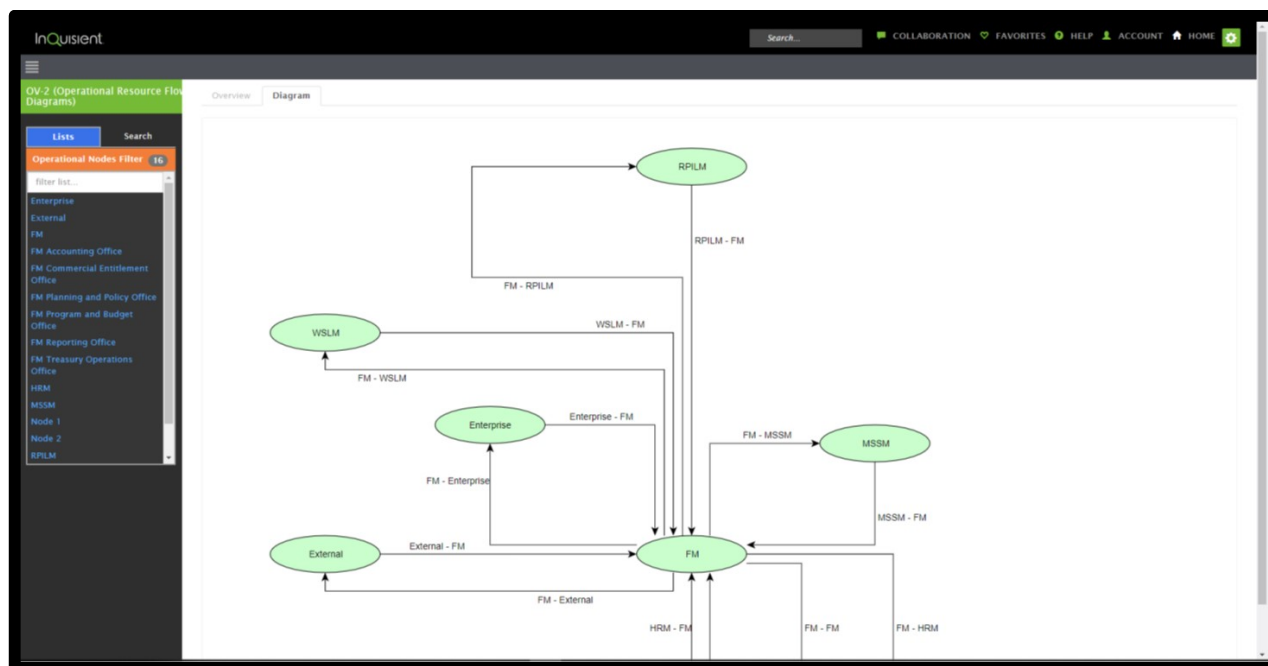 InQuisient
Search...
COLLABORATION
FAVORITES
HELP
ACCOUNT
HOME
OV-2 (Operational Resource Flow
Diagrams)
Overview
Diagram
Lists
Search
Operational Nodes Filter 16
filter list...
Enterprise
External
FM
FM Accounting Office
FM Commercial Entitlement
Office
FM Planning and Policy Office
FM Program and Budget
Office
FM Reporting Office
FM Treasury Operations
Office
HRM
MSSM
Node 1
Node 2
RPILM
RPILM
RPILM - FM
FM - RPILM
WSLM - FM
WSLM
FM - WSLM
Enterprise - FM
Enterprise
FM - MSSM
MSSM
FM - Enterprise
MSSM - FM
External - FM
External
FM
FM - External
HRM - FM
FM - FM
FM - HRM